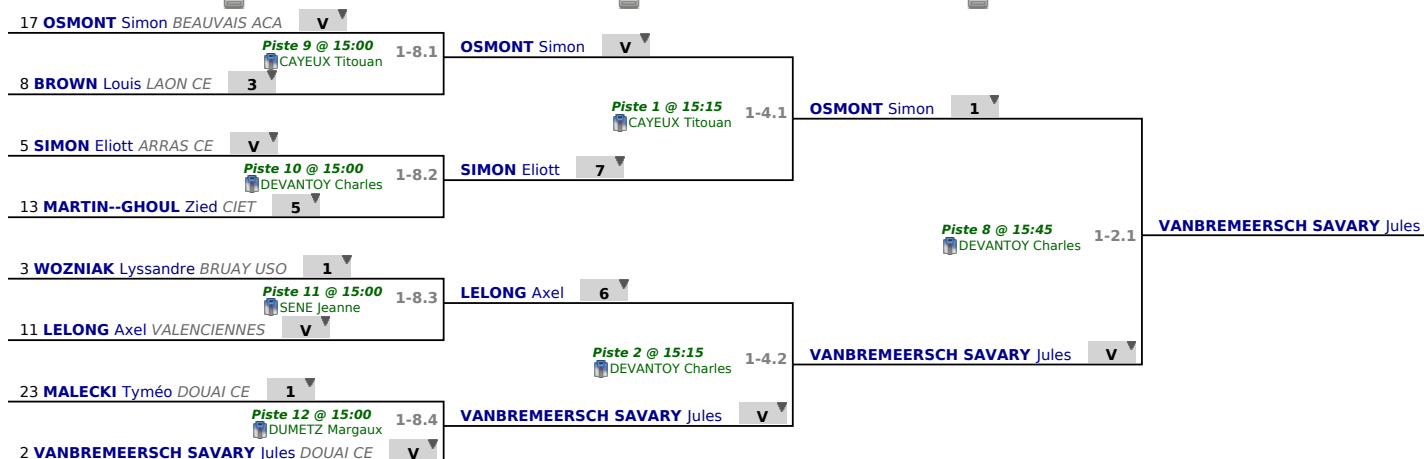 17 OSMONT Simon BEAUVAIS ACA V
Piste 9 @ 15:00
CAYEUX Titouan
1-8.1
8 BROWN Louis LAON CE 3
5 SIMON Eliott ARRAS CE V
Piste 10 @ 15:00
DEVANTOY Charles
1-8.2
13 MARTIN--GHOUL Zied CIET 5
3 WOZNIAK Lyssandre BRUAY USO 1
Piste 11 @ 15:00
SENE Jeanne
1-8.3
11 LELONG Axel VALENCIENNES V
23 MALECKI Tyméo DOUAI CE 1
Piste 12 @ 15:00
DUMETZ Margaux
1-8.4
2 VANBREMEERSCH SAVARY Jules DOUAI CE V
OSMONT Simon V
Piste 1 @ 15:15
CAYEUX Titouan
1-4.1
SIMON Eliott 7
LELONG Axel 6
Piste 2 @ 15:15
DEVANTOY Charles
1-4.2
VANBREMEERSCH SAVARY Jules V
OSMONT Simon 1
Piste 8 @ 15:45
DEVANTOY Charles
1-2.1
VANBREMEERSCH SAVARY Jules V
VANBREMEERSCH SAVARY Jules